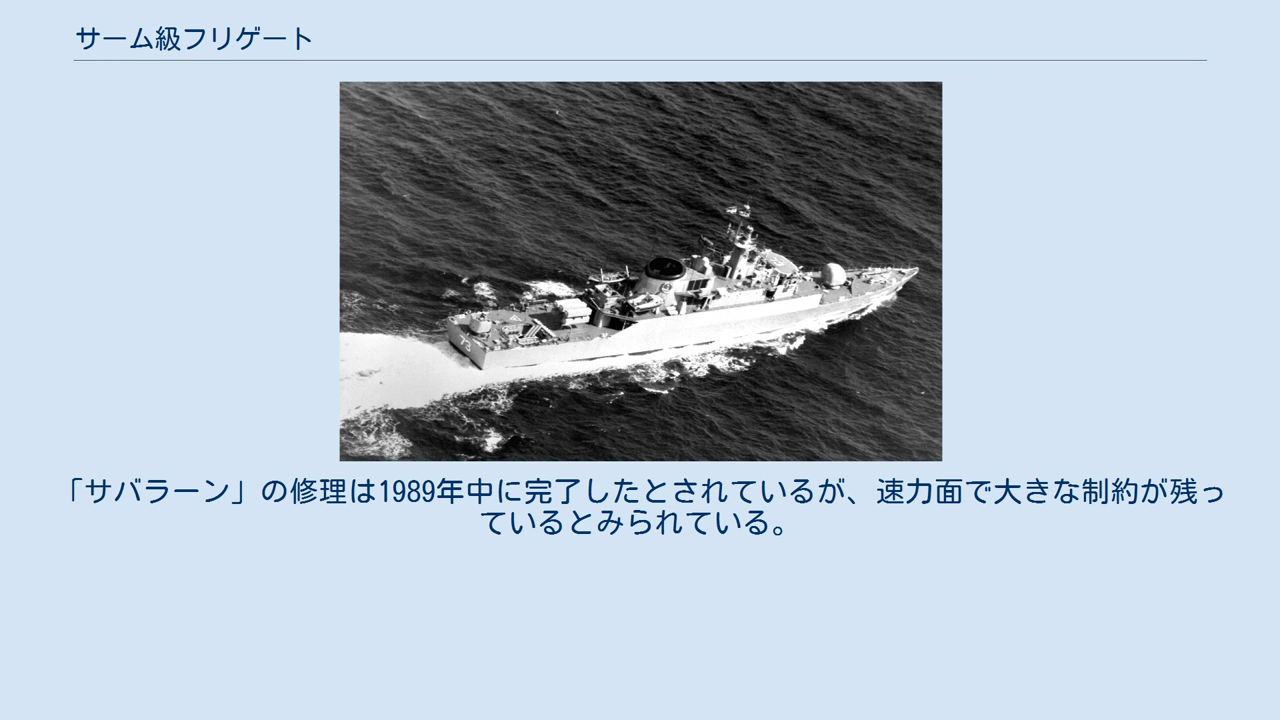 サーム級フリゲート
73
「サバラーン」の修理は1989年中に完了したとされているが、速力面で大きな制約が残っ
ているとみられている。